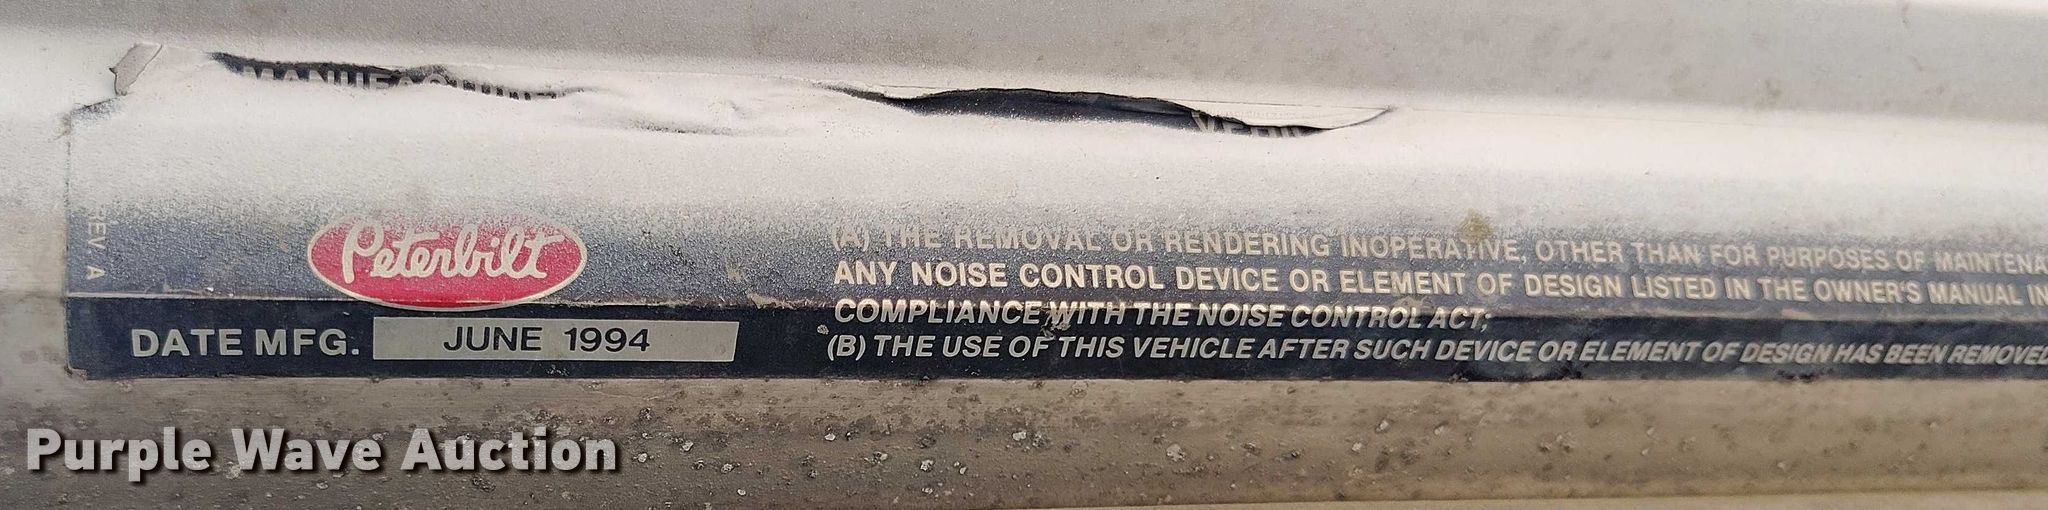 REV A
Peterbilt
DATE MFG. JUNE 1994
(A) THE REMOVAL OR RENDERING INOPERATIVE, OTHER THAN FOR PURPOSES OF
ANY NOISE CONTROL DEVICE OR ELEMENT OF DESIGN LISTED IN THE OWNER'S MANUAL IN
COMPLIANCE WITH THE NOISE CONTROL ACT;
(B) THE USE OF THIS VEHICLE AFTER SUCH DEVICE OR ELEMENT OF DESIGN HAS BEEN REMOVED
Purple Wave Auction